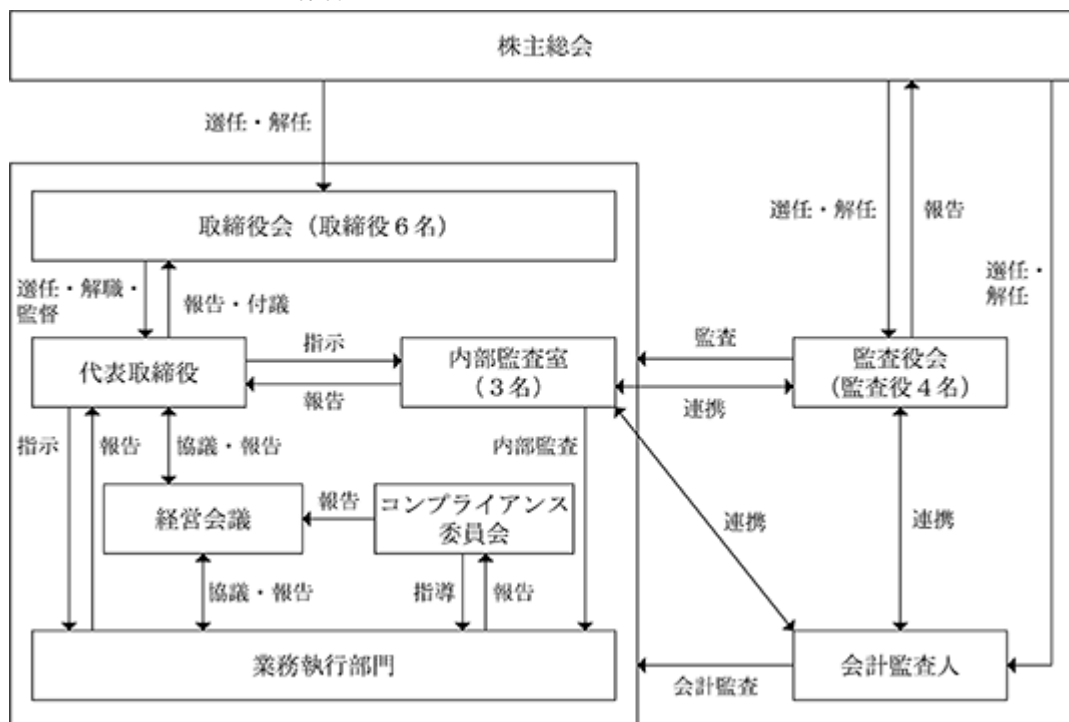 株主総会
選任・解任
取締役会(取締役6名)
選任・解任
報告
選任・
解任
選任・解職・
監督
報告・付議
代表取締役
指示
報告
内部監査室
(3名)
監査
連携
監査役会
(監査役4名)
指示
報告
協議・報告
内部監査
経営会議
報告
コンプライアンス
委員会
連携
連携
協議・報告
指導
報告
業務執行部門
会計監査
会計監査人